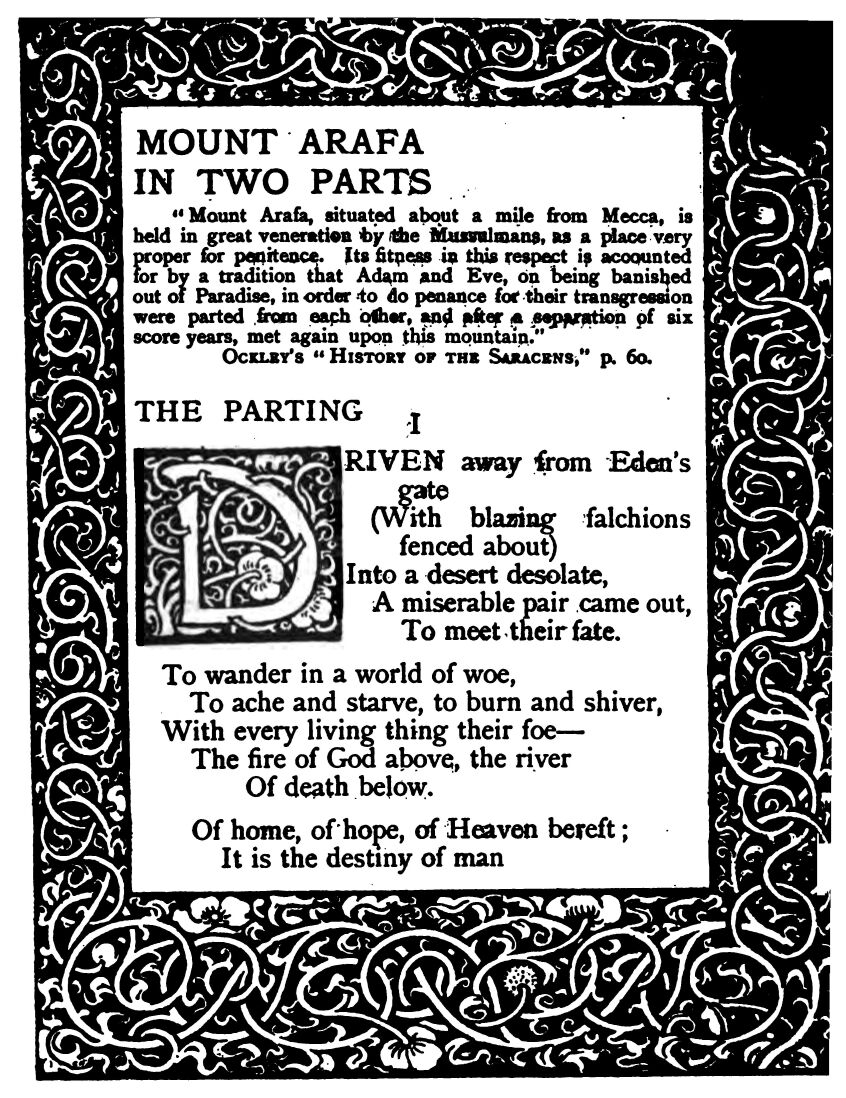 MOUNT ARAFA
IN TWO PARTS
"Mount Arafa, situated about a mile from Mecca, is
held in great veneration by the Mussulmans, as a place very
proper for penitence. Its fitness in this respect is accounted
for by a tradition that Adam and Eve, on being banished
out of Paradise, in order to do penance for their transgression
were parted from each other, and after a separation of six
score years, met again upon this mountain."
OCKLEY'S "HISTORY OF THE SARACENS," p. 60.
THE PARTING
I
DRIVEN away from Eden's
gate
(With blazing falchions
fenced about)
Into a desert desolate,
A miserable pair came out,
To meet their fate.
To wander in a world of woe,
To ache and starve, to burn and shiver,
With every living thing their foe—
The fire of God above, the river
Of death below.
Of home, of hope, of Heaven bereft;
It is the destiny of man